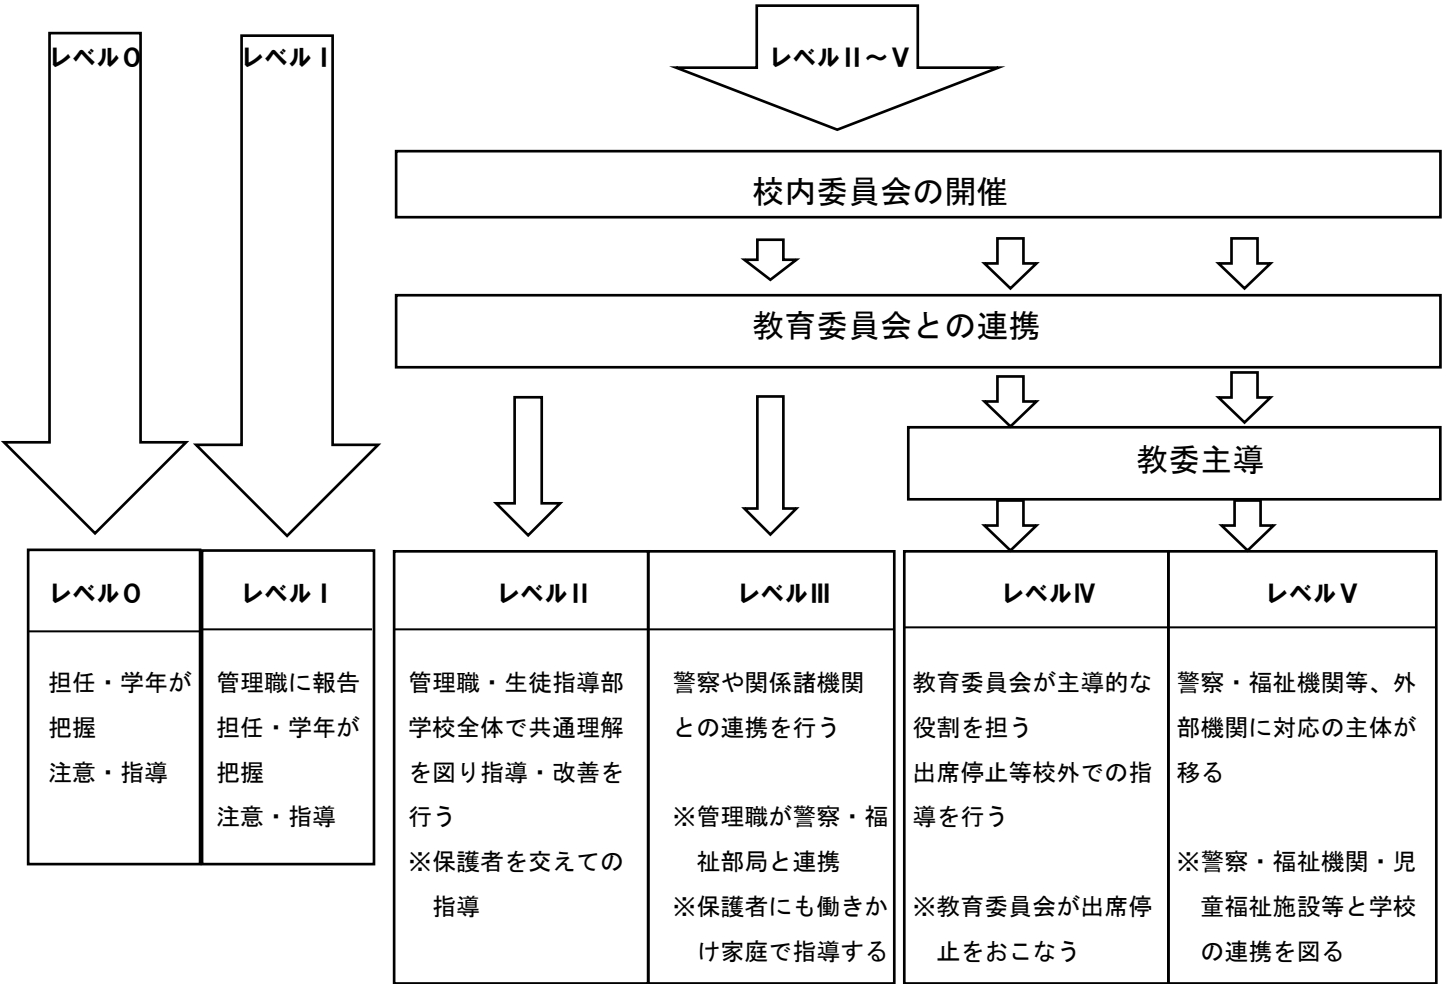 レベル0
レベルⅠ
レベルⅡ～Ⅴ
校内委員会の開催
教育委員会との連携
教委主導
レベル0
担任・学年が
把握
注意・指導
レベルⅠ
管理職に報告
担任・学年が
把握
注意・指導
レベルⅡ
管理職・生徒指導部
学校全体で共通理解
を図り指導・改善を
行う
※保護者を交えての
指導
レベルⅢ
警察や関係諸機関
との連携を行う
※管理職が警察・福
祉部局と連携
※保護者にも働きか
け家庭で指導する
レベルⅣ
教育委員会が主導的な
役割を担う
出席停止等校外での指
導を行う
※教育委員会が出席停
止をおこなう
レベルⅤ
警察・福祉機関等、外
部機関に対応の主体が
移る
※警察・福祉機関・児
童福祉施設等と学校
の連携を図る